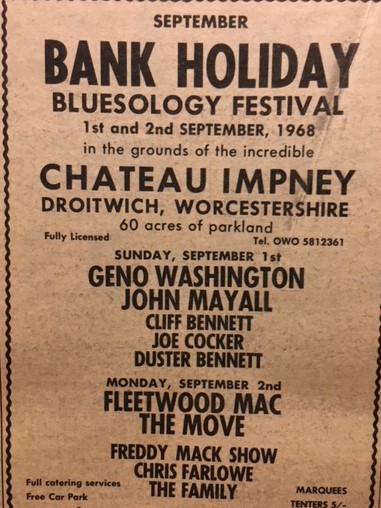 SEPTEMBER
BANK HOLIDAY
BLUESOLOGY FESTIVAL
1st and 2nd SEPTEMBER, 1968
in the grounds of the incredible
CHATEAU IMPNEY
DROITWICH, WORCESTERSHIRE
60 acres of parkland
Fully Licensed
Tel. OWO 5812361
SUNDAY, SEPTEMBER 1st
GENO WASHINGTON
JOHN MAYALL
CLIFF BENNETT
JOE COCKER
DUSTER BENNETT
MONDAY, SEPTEMBER 2nd
FLEETWOOD MAC
THE MOVE
FREDDY MACK SHOW
CHRIS FARLOWE
THE FAMILY
Full catering services
Free Car Park
MARQUEES
TENTERS 5/-